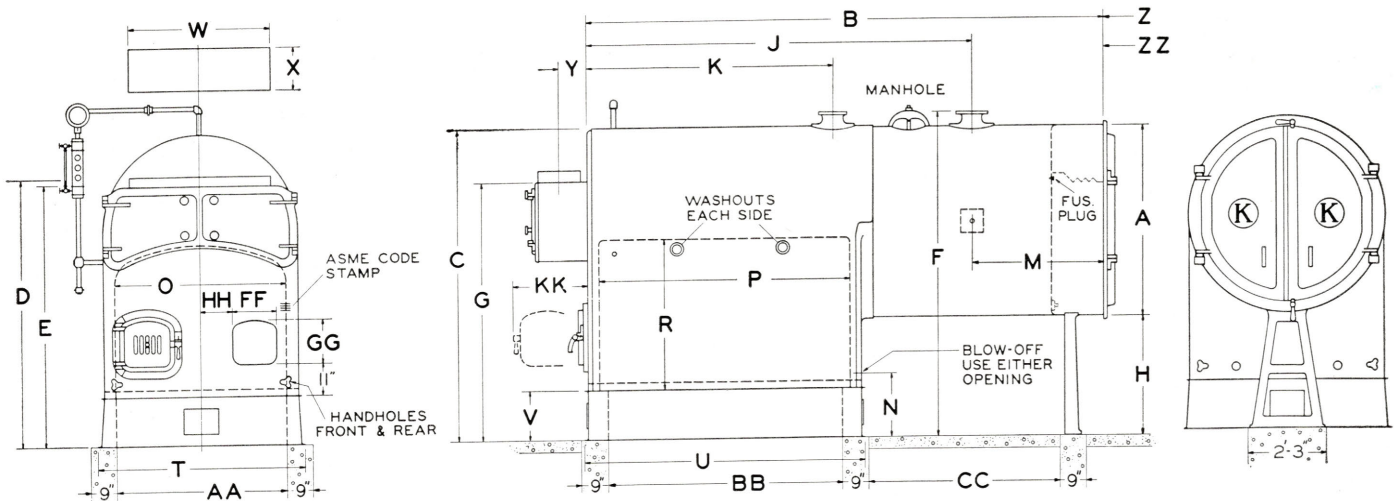 W
X
D
E
O
HH
FF
GG
11"
ASME CODE
STAMP
HANDHOLES
FRONT & REAR
T
9"
AA
9"
B
Z
J
ZZ
Y
K
MANHOLE
C
G
KK
WASHOUTS
EACH SIDE
P
R
F
FUS.
PLUG
M
A
BLOW-OFF
USE EITHER
OPENING
H
V
N
U
9"
BB
9"
CC
9"
K
K
2'-3"